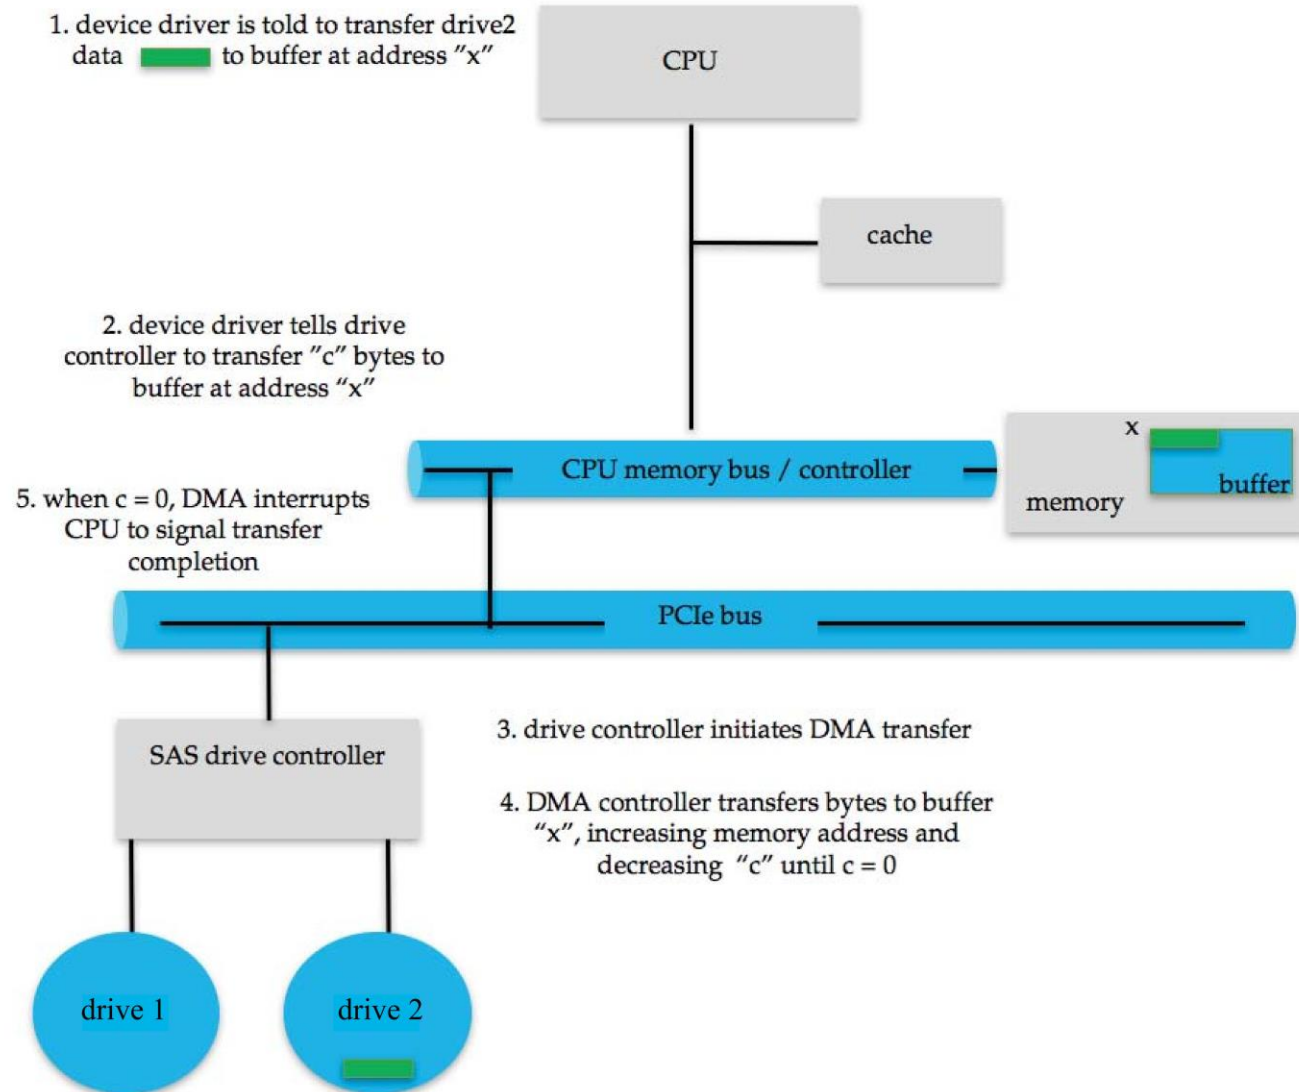 1. device driver is told to transfer drive2
data to buffer at address "x"
CPU
cache
2. device driver tells drive
controller to transfer "c" bytes to
buffer at address "x"
x
buffer
memory
CPU memory bus / controller
5. when c = 0, DMA interrupts
CPU to signal transfer
completion
PCIe bus
SAS drive controller
3. drive controller initiates DMA transfer
4. DMA controller transfers bytes to buffer
"x", increasing memory address and
decreasing "c" until c = 0
drive 1
drive 2